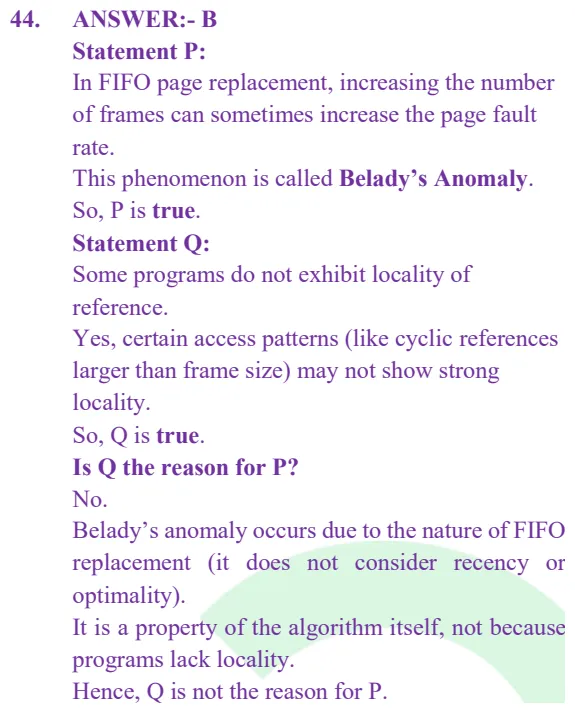 44. ANSWER:- B
Statement P:
In FIFO page replacement, increasing the number
of frames can sometimes increase the page fault
rate.
This phenomenon is called Belady’s Anomaly.
So, P is true.
Statement Q:
Some programs do not exhibit locality of
reference.
Yes, certain access patterns (like cyclic references
larger than frame size) may not show strong
locality.
So, Q is true.
Is Q the reason for P?
No.
Belady’s anomaly occurs due to the nature of FIFO
replacement (it does not consider recency or
optimality).
It is a property of the algorithm itself, not because
programs lack locality.
Hence, Q is not the reason for P.